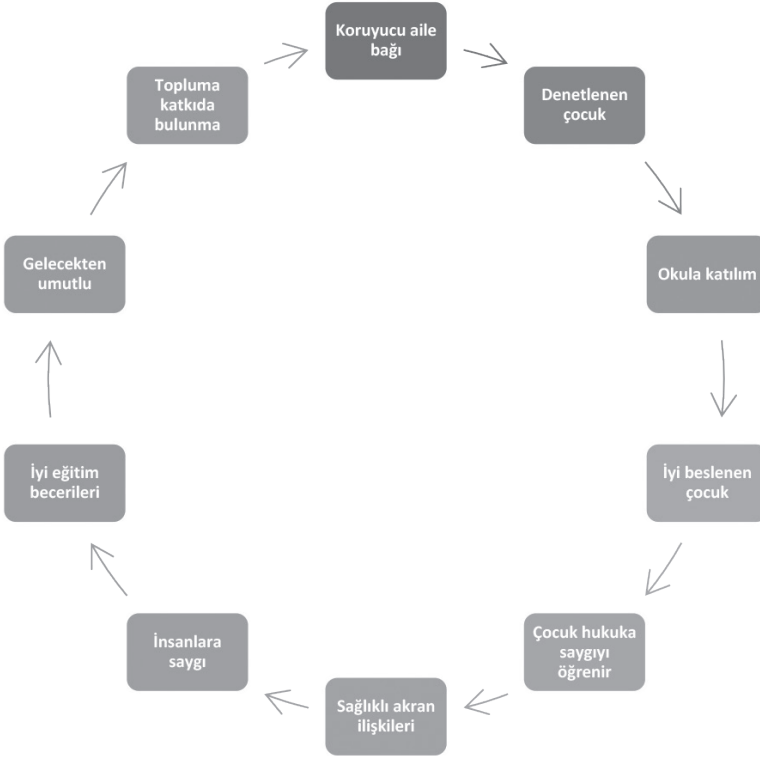 Koruyucu aile
bağı
Denetlenen
çocuk
Okula katılım
İyi beslenen
çocuk
Çocuk hukuka
saygıyı
öğrenir
Sağlıklı akran
ilişkileri
İnsanlara
saygı
İyi eğitim
becerileri
Gelecekten
umutlu
Topluma
katkıda
bulunma